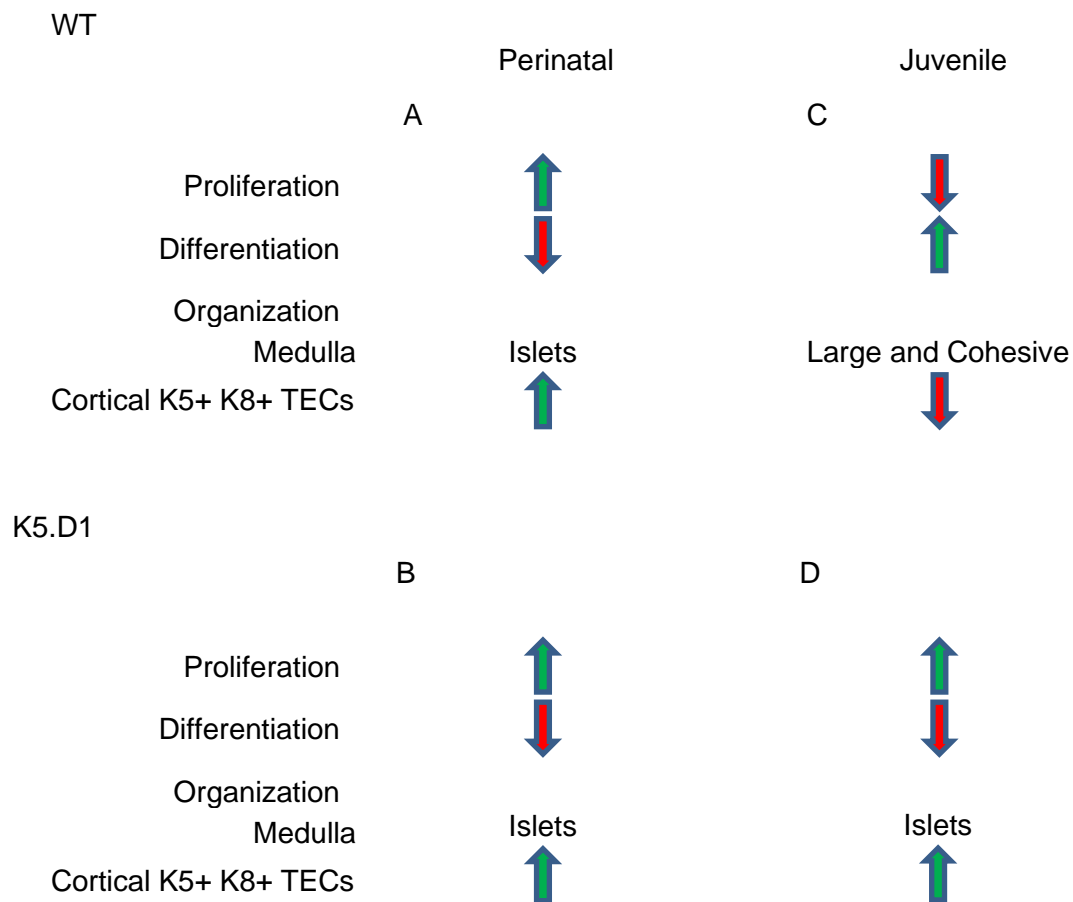 WT
Perinatal Juvenile
A C
Proliferation
Differentiation
Organization
Medulla Islets Large and Cohesive
Cortical K5+ K8+ TECs
K5.D1
B D
Proliferation
Differentiation
Organization
Medulla Islets Islets
Cortical K5+ K8+ TECs